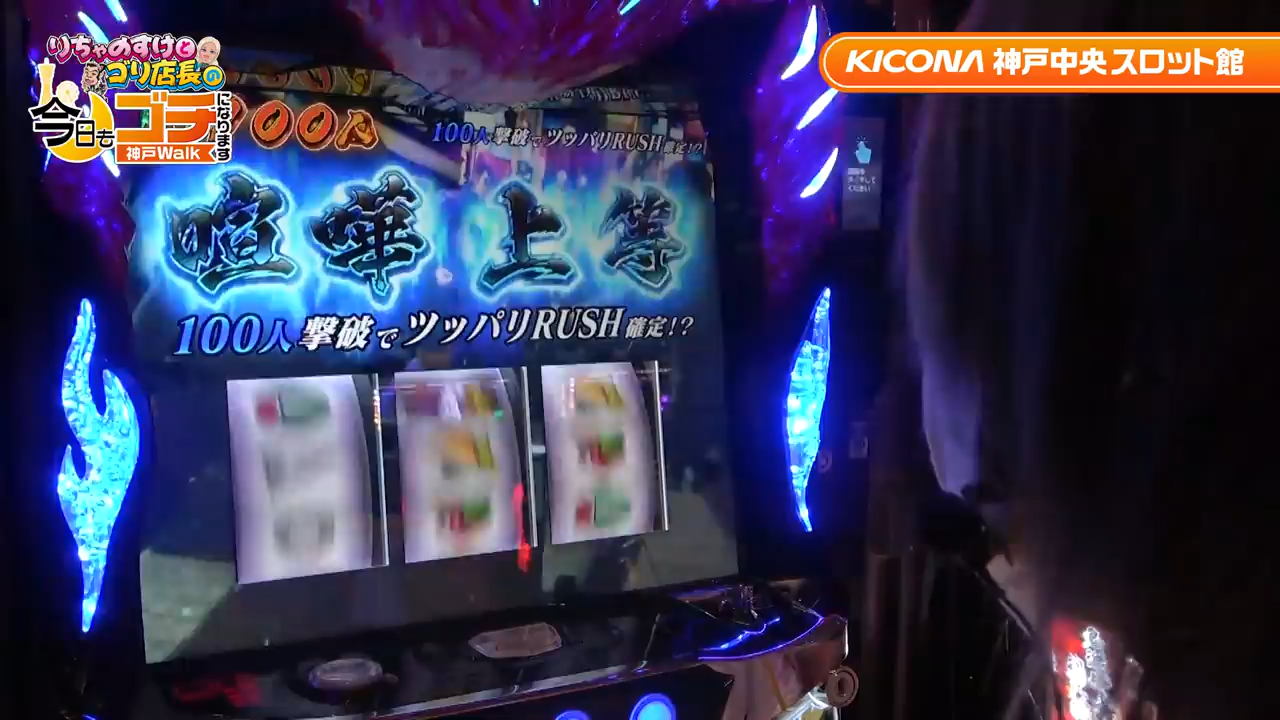 りちゃのすけと
ゴリ店長の
今日も
ゴチ
になります
神戸Walk
KICONA 神戸中央スロット館
00人
100人撃破でツッパリRUSH確定!?
喧嘩上等
100人撃破でツッパリRUSH確定!?